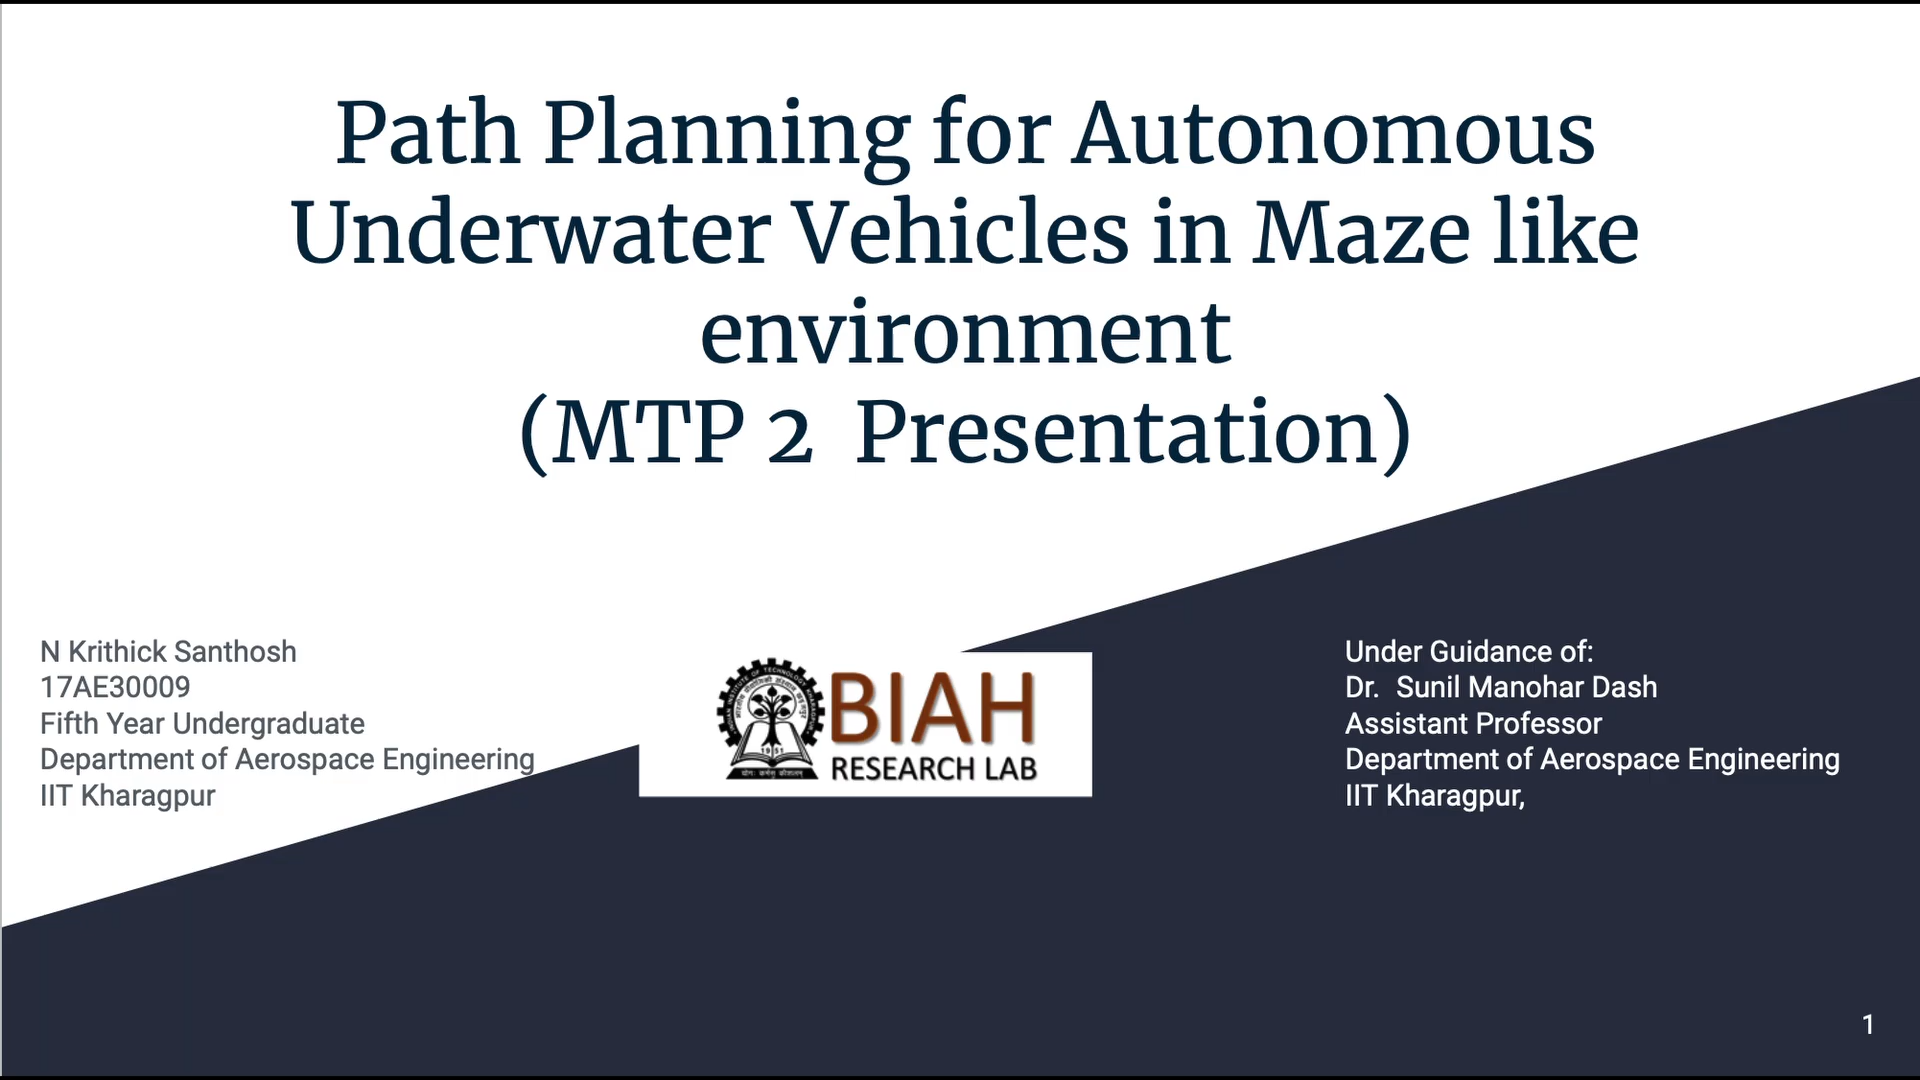 Path Planning for Autonomous
Underwater Vehicles in Maze like
environment
(MTP 2 Presentation)
N Krithick Santhosh
17AE30009
Fifth Year Undergraduate
Department of Aerospace Engineering
IIT Kharagpur
BIAH
RESEARCH LAB
1951
Under Guidance of:
Dr. Sunil Manohar Dash
Assistant Professor
Department of Aerospace Engineering
IIT Kharagpur,
1